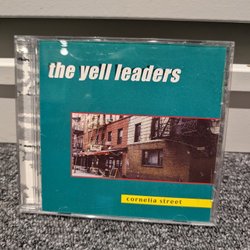 the yell leaders
cornelia street